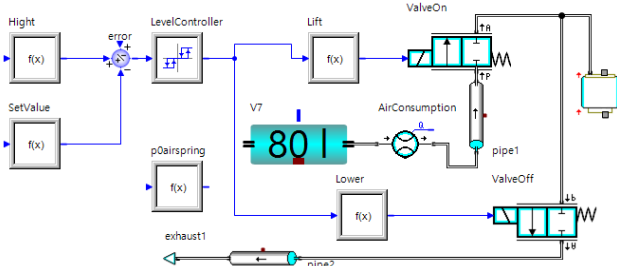 ValveOn
Hight
error
LevelController
Lift
A
f(x)
f(x)
P
SetValue
V7
AirConsumption
Q
f(x)
80 l
p0airspring
pipe1
f(x)
Lower
ValveOff
f(x)
b
exhaust1
pipe2